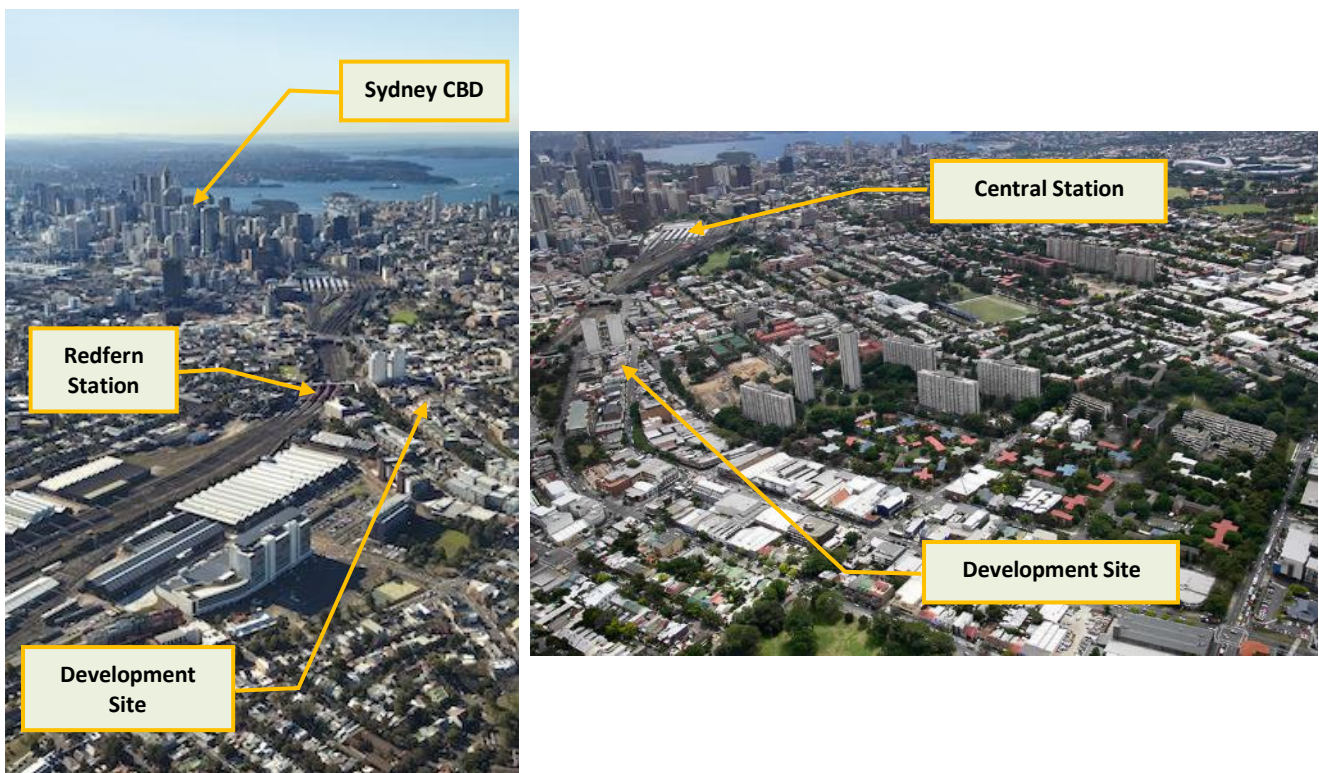 Sydney CBD
Redfern
Station
Development
Site
Central Station
Development Site